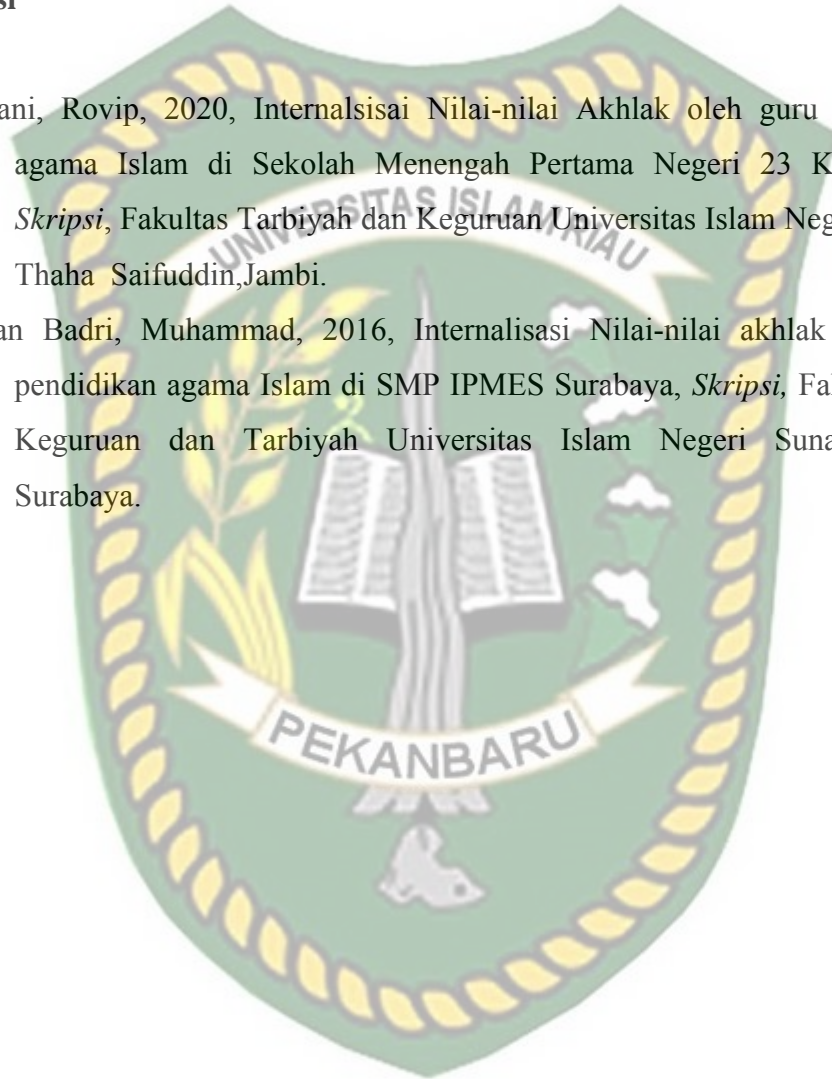 si
ani, Rovip, 2020, Internalsisai Nilai-nilai Akhlak oleh guru
agama Islam di Sekolah Menengah Pertama Negeri 23 K
Skripsi, Fakultas Tarbiyah dan Keguruan Universitas Islam Neg
Thaha Saifuddin,Jambi.
an Badri, Muhammad, 2016, Internalisasi Nilai-nilai akhlak
pendidikan agama Islam di SMP IPMES Surabaya, Skripsi, Fa
Keguruan dan Tarbiyah Universitas Islam Negeri Suna
Surabaya.
UNIVERSITAS ISLAM RIAU
PEKANBARU